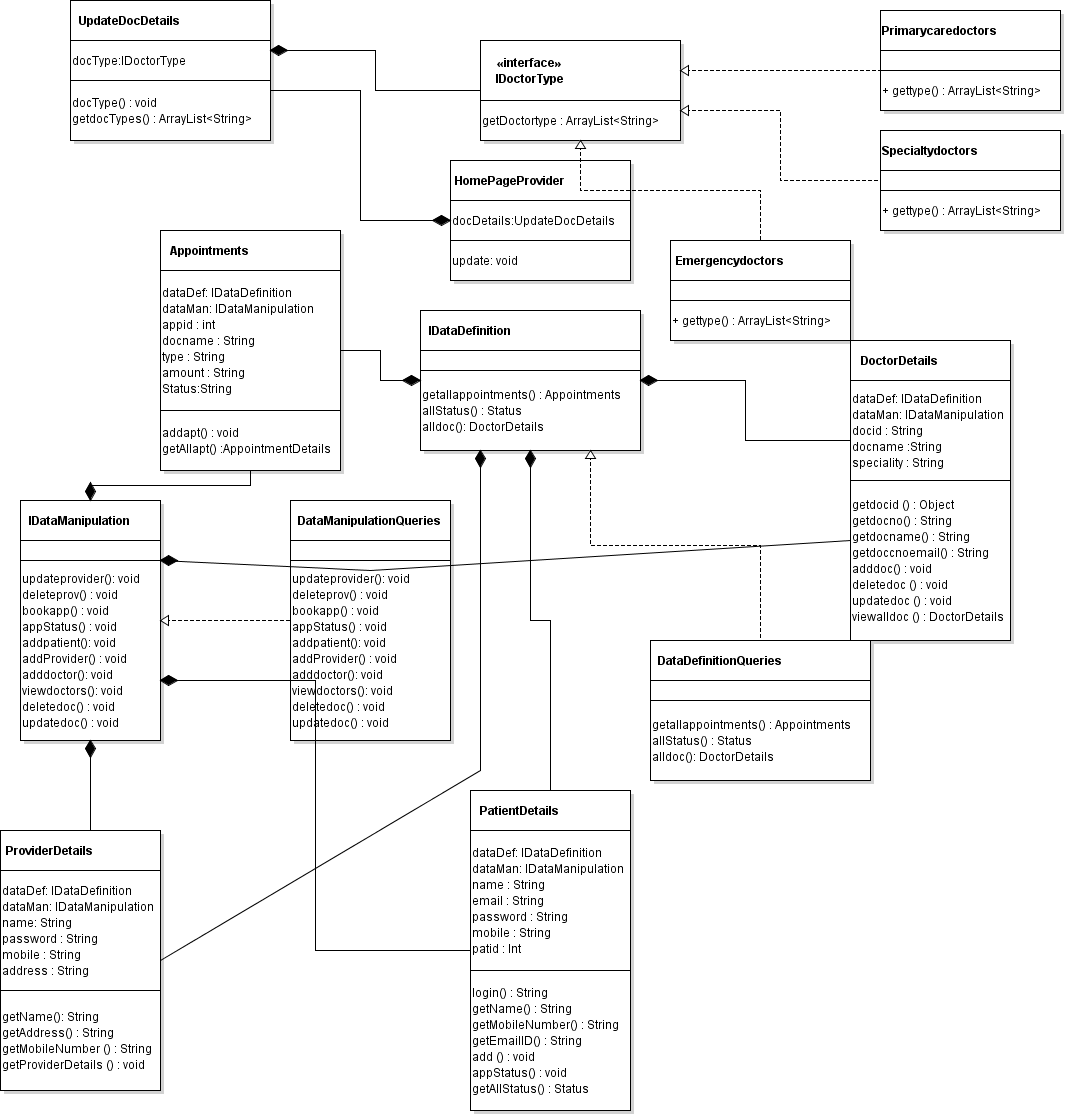 UpdateDocDetails
docType:IDoctorType
docType() : void
getdocTypes() : ArrayList<String>
«interface»
IDoctorType
getDoctortype : ArrayList<String>
Primarycaredoctors
+ gettype() : ArrayList<String>
Specialtydoctors
+ gettype() : ArrayList<String>
HomePageProvider
docDetails:UpdateDocDetails
update: void
Emergencydoctors
+ gettype() : ArrayList<String>
Appointments
dataDef: IDataDefinition
dataMan: IDataManipulation
appid : int
docname : String
type : String
amount : String
Status:String
addapt() : void
getAllapt() :AppointmentDetails
IDataDefinition
getallappointments() : Appointments
allStatus() : Status
alldoc(): DoctorDetails
DoctorDetails
dataDef: IDataDefinition
dataMan: IDataManipulation
docid : String
docname :String
speciality : String
getdocid () : Object
getdocno() : String
getdocname() : String
getdoccnoemail() : String
adddoc() : void
deletedoc () : void
updatedoc () : void
viewalldoc () : DoctorDetails
IDataManipulation
updateprovider(): void
deleteprov() : void
bookapp() : void
appStatus() : void
addpatient(): void
addProvider() : void
adddoctor(): void
viewdoctors(): void
deletedoc() : void
updatedoc() : void
DataManipulationQueries
updateprovider(): void
deleteprov() : void
bookapp() : void
appStatus() : void
addpatient(): void
addProvider() : void
adddoctor(): void
viewdoctors(): void
deletedoc() : void
updatedoc() : void
DataDefinitionQueries
getallappointments() : Appointments
allStatus() : Status
alldoc(): DoctorDetails
ProviderDetails
dataDef: IDataDefinition
dataMan: IDataManipulation
name: String
password : String
mobile : String
address : String
getName(): String
getAddress() : String
getMobileNumber () : String
getProviderDetails () : void
PatientDetails
dataDef: IDataDefinition
dataMan: IDataManipulation
name : String
email : String
password : String
mobile : String
patid : Int
login() : String
getName() : String
getMobileNumber() : String
getEmailID() : String
add () : void
appStatus() : void
getAllStatus() : Status